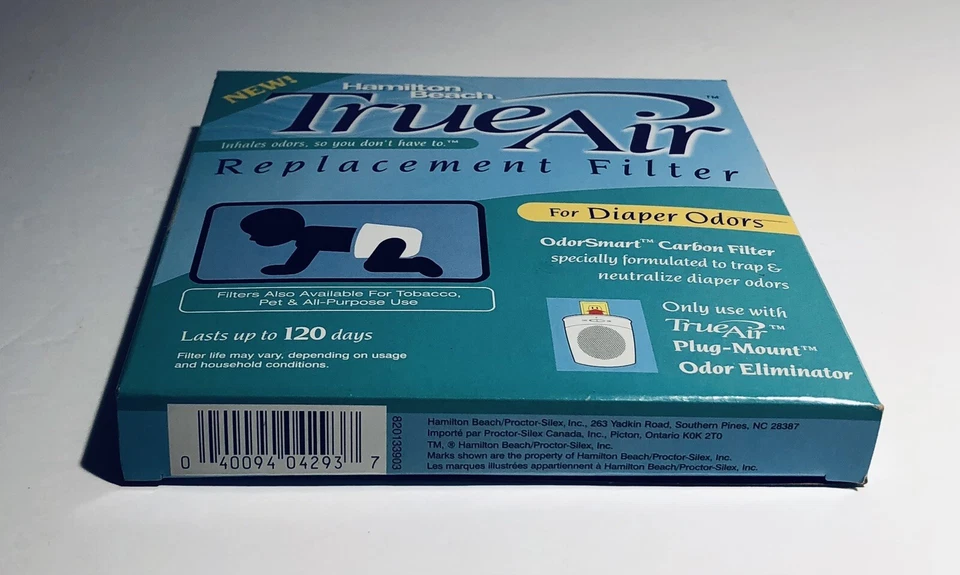 NEW!
Hamilton
Beach®
TrueAir™
Inhales odors, so you don't have to.™
Replacement Filter
For Diaper Odors
OdorSmart™ Carbon Filter
specially formulated to trap &
neutralize diaper odors
Filters Also Available For Tobacco,
Pet & All-Purpose Use
Lasts up to 120 days
Filter life may vary, depending on usage
and household conditions.
Only use with
TrueAir™
Plug-Mount™
Odor Eliminator
0 40094 04293 7
820133903
Hamilton Beach/Proctor-Silex, Inc., 263 Yadkin Road, Southern Pines, NC 28387
Importé par Proctor-Silex Canada, Inc., Picton, Ontario K0K 2T0
TM, ® Hamilton Beach/Proctor-Silex, Inc.
Marks shown are the property of Hamilton Beach/Proctor-Silex, Inc.
Les marques illustrées appartiennent à Hamilton Beach/Proctor-Silex, Inc.